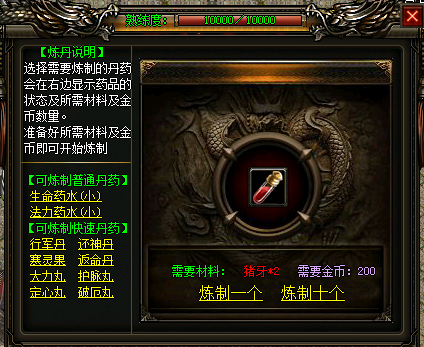 熟练度： 10000／10000
【炼丹说明】
选择需要炼制的丹药
会在右边显示药品的
状态及所需材料及金
币数量。
准备好所需材料及金
币即可开始炼制
【可炼制普通丹药】
生命药水(小)
法力药水(小)
【可炼制快速丹药】
行军丹 还神丹
寒灵果 返命丹
大力丸 护脉丸
定心丸 破厄丸
需要材料： 猪牙*2 需要金币：200
炼制一个 炼制十个